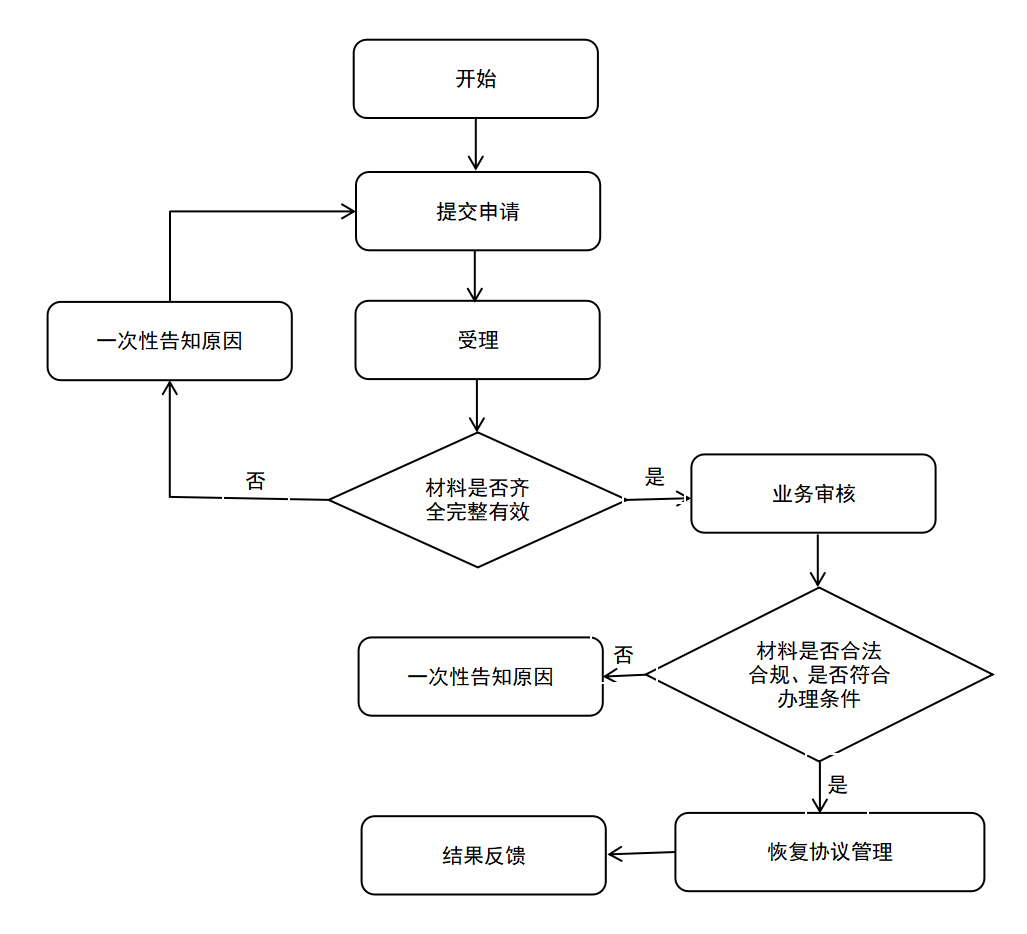 开始
提交申请
一次性告知原因
受理
否
材料是否齐
全完整有效
是
业务审核
一次性告知原因
否
材料是否合法
合规、是否符合
办理条件
是
结果反馈
恢复协议管理